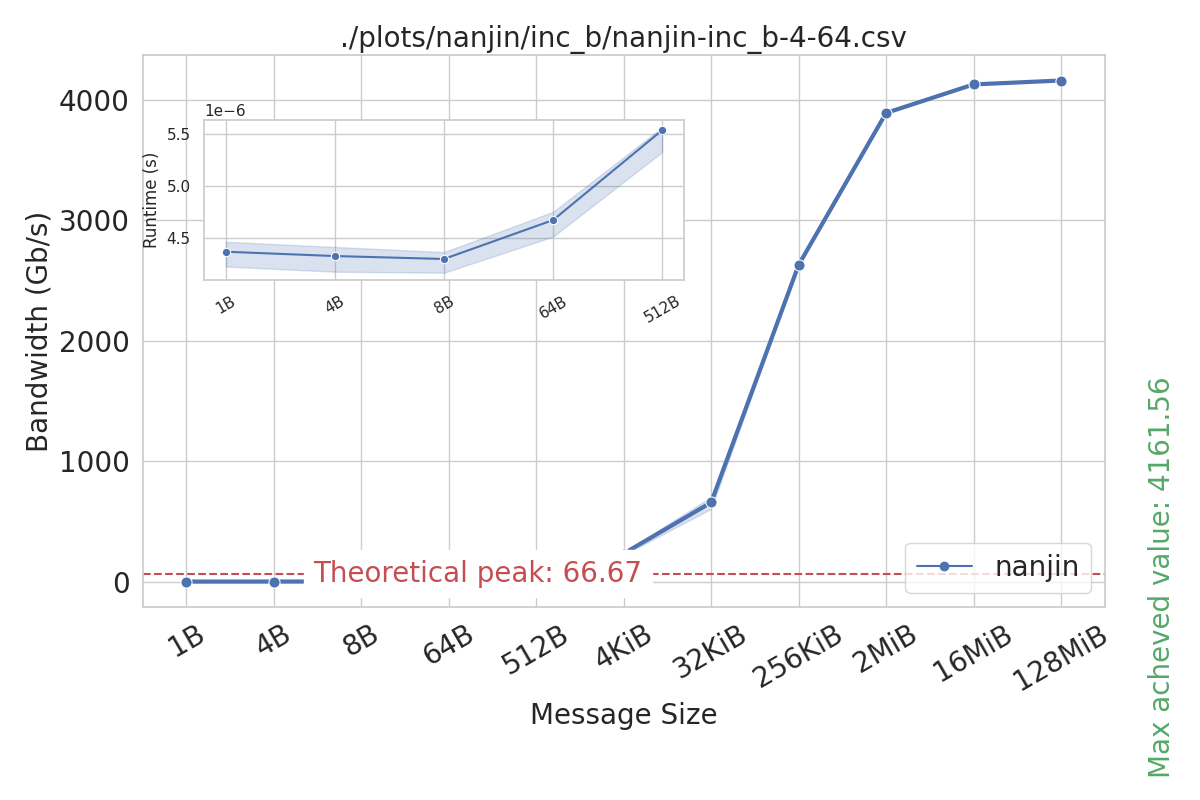 ./plots/nanjin/inc_b/nanjin-inc_b-4-64.csv
Bandwidth (Gb/s)
4000
3000
2000
1000
0
1e−6
Runtime (s)
5.5
5.0
4.5
1B
4B
8B
64B
512B
Theoretical peak: 66.67
nanjin
1B
4B
8B
64B
512B
4KiB
32KiB
256KiB
2MiB
16MiB
128MiB
Message Size
Max acheved value: 4161.56